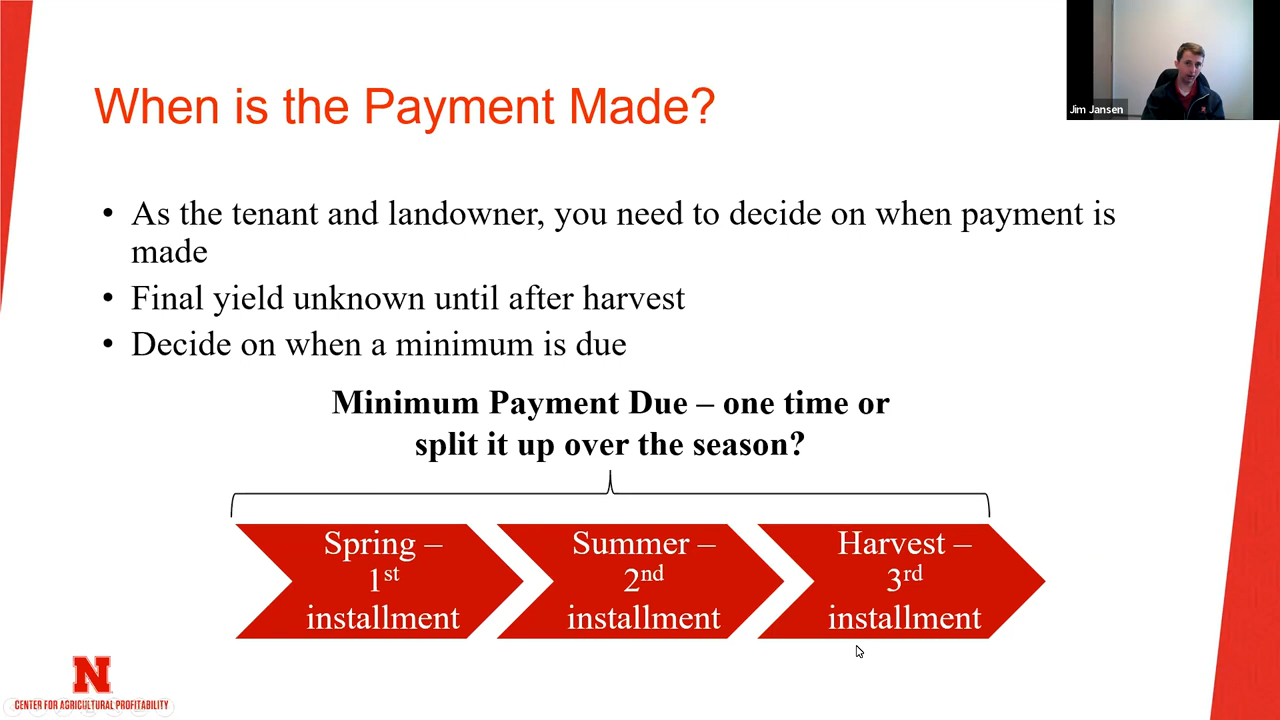 When is the Payment Made?
Jim Jansen
• As the tenant and landowner, you need to decide on when payment is
made
• Final yield unknown until after harvest
• Decide on when a minimum is due
Minimum Payment Due – one time or
split it up over the season?
Spring –
1st
installment
Summer –
2nd
installment
Harvest –
3rd
installment
N
CENTER FOR AGRICULTURAL PROFITABILITY